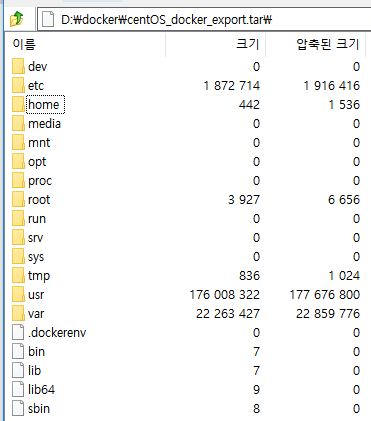 D:₩docker₩centOS_docker_export.tar₩
이름 크기 압축된 크기
dev 0 0
etc 1 872 714 1 916 416
home 442 1 536
media 0 0
mnt 0 0
opt 0 0
proc 0 0
root 3 927 6 656
run 0 0
srv 0 0
sys 0 0
tmp 836 1 024
usr 176 008 322 177 676 800
var 22 263 427 22 859 776
.dockerenv 0 0
bin 7 0
lib 7 0
lib64 9 0
sbin 8 0